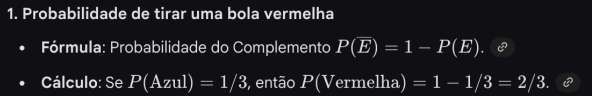 1. Probabilidade de tirar uma bola vermelha
• Fórmula: Probabilidade do Complemento P(E̅) = 1 − P(E).
• Cálculo: Se P(Azul) = 1/3, então P(Vermelha) = 1 − 1/3 = 2/3.